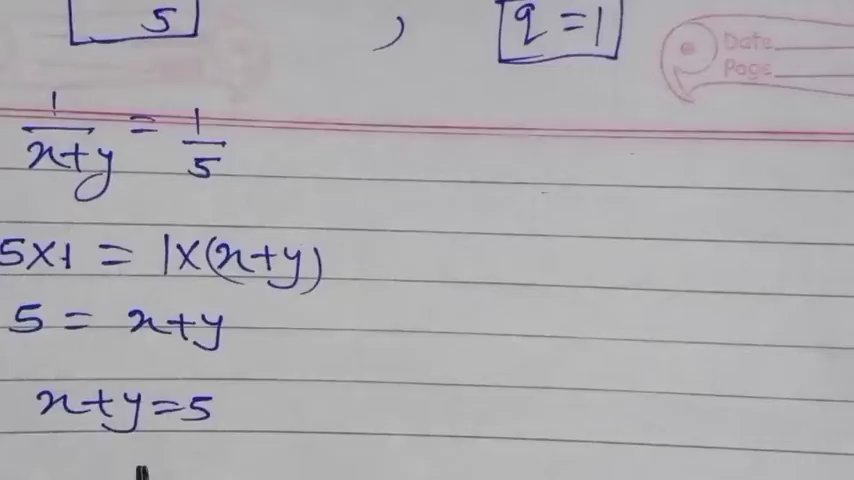 5 , q = 1
Date
Page
1/(x+y) = 1/5
5×1 = 1×(x+y)
5 = x+y
x+y=5